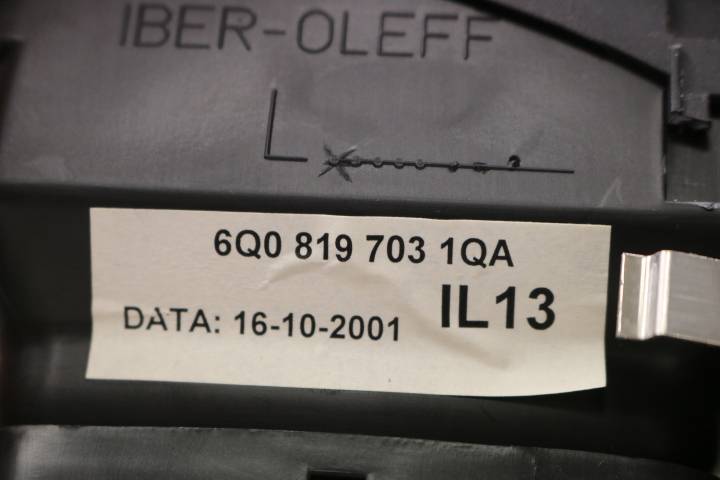 IBER-OLEFF
L
6Q0 819 703 1QA
DATA: 16-10-2001 IL13